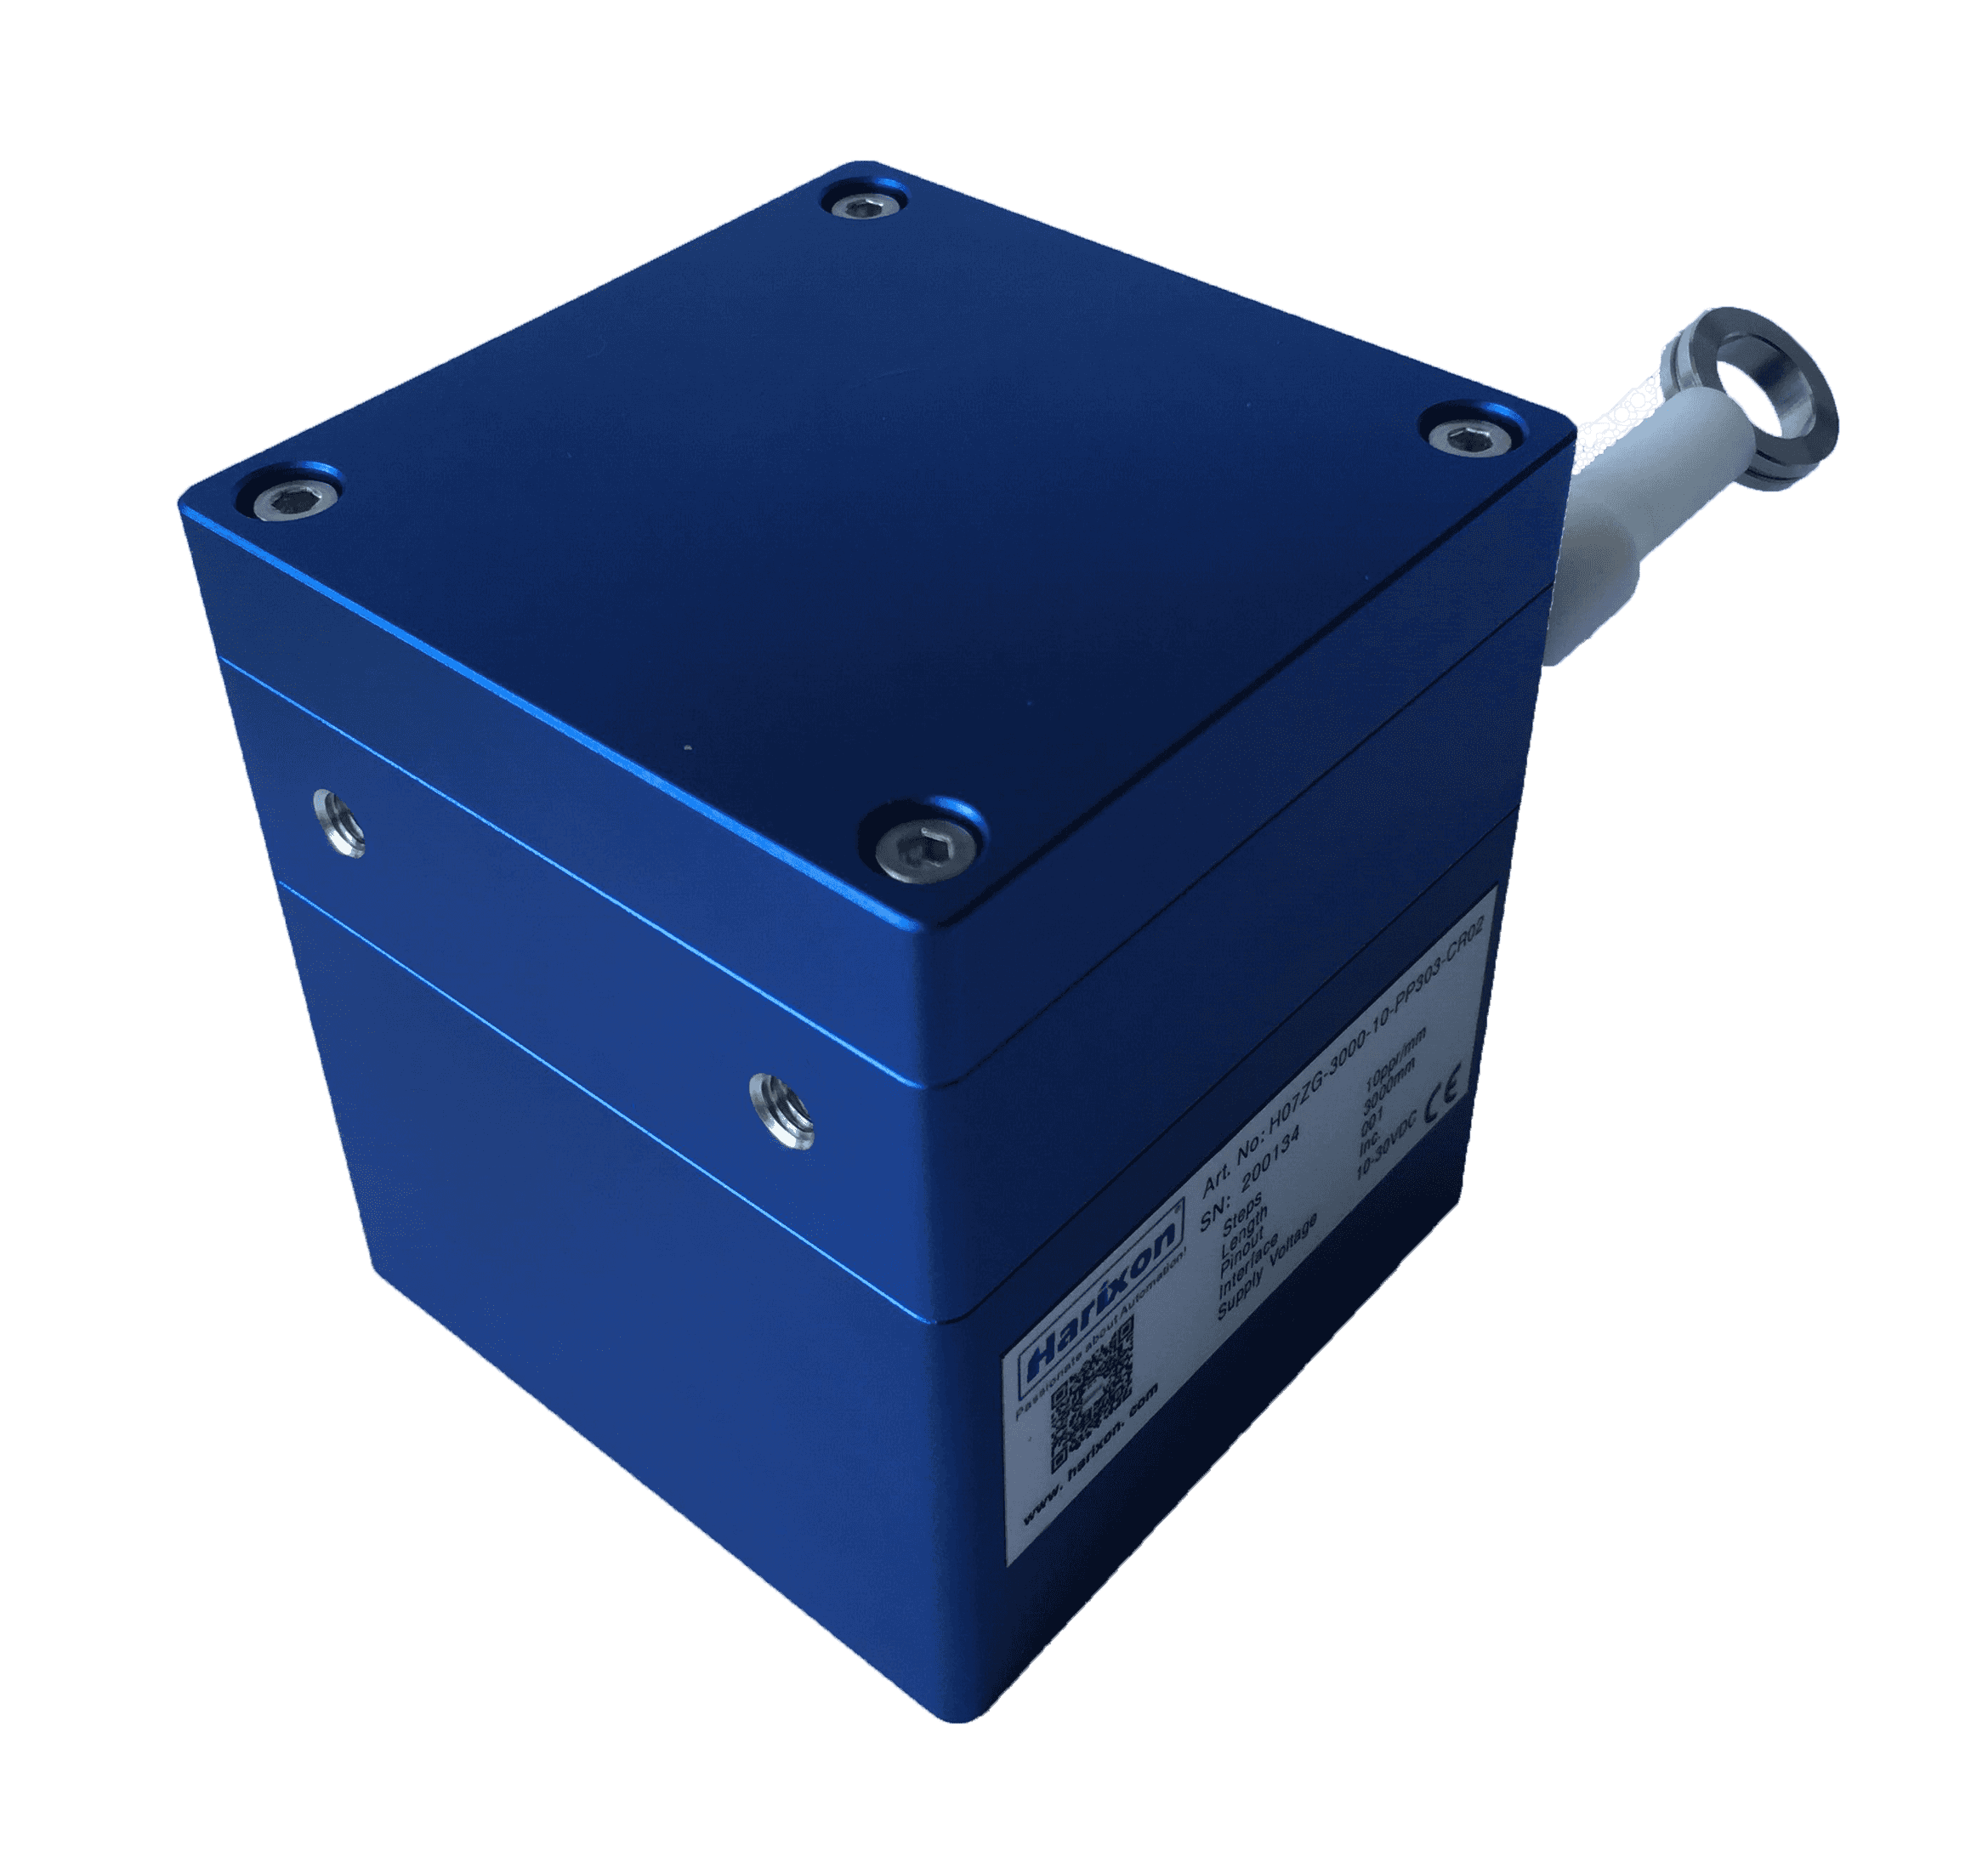 Harixon®
Passionate about Automation!
www. harixon. com
Art. No: H07ZG-3000-10-PP303-CR02
SN: 200134
Steps 10ppr/mm
Length 3000mm
Pinout 001
Interface Inc.
Supply Voltage 10-30VDC
CE